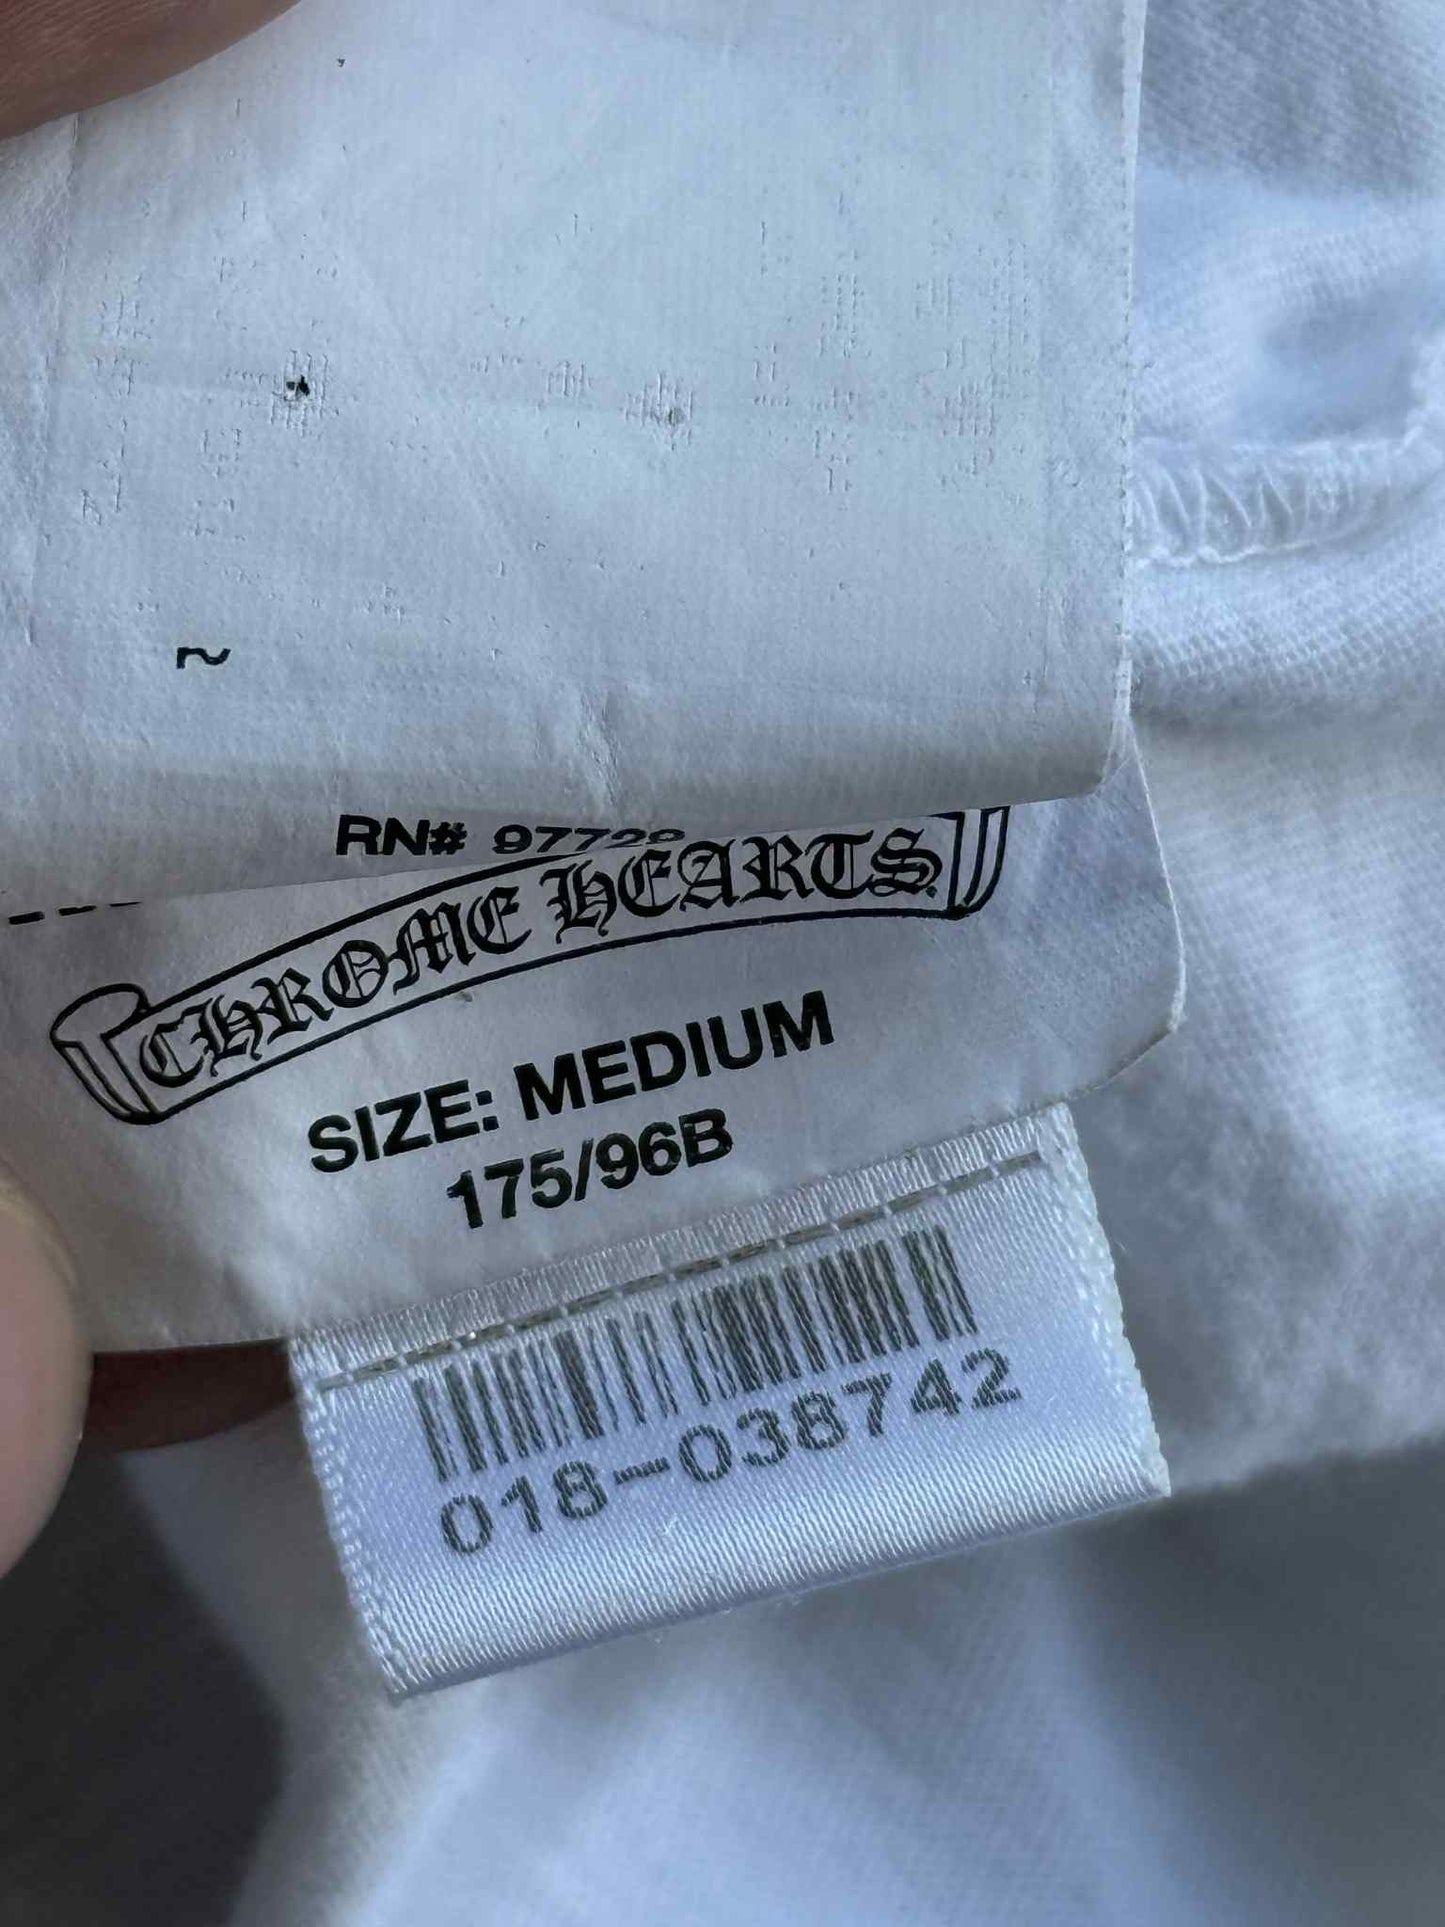 RN# 97729
CHROME HEARTS
SIZE: MEDIUM
175/96B
018-038742